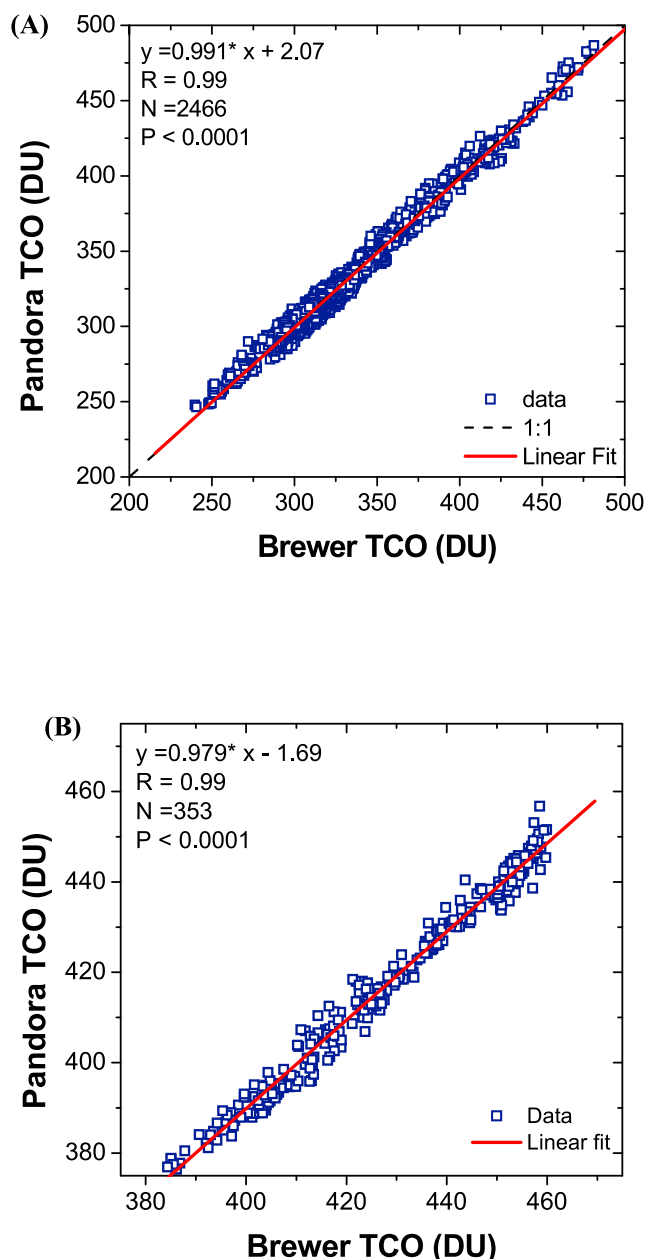 (A)
500
450
400
350
300
250
200
Pandora TCO (DU)
y =0.991* x + 2.07
R = 0.99
N =2466
P < 0.0001
data
1:1
Linear Fit
200 250 300 350 400 450 500
Brewer TCO (DU)
(B)
460
440
420
400
380
Pandora TCO (DU)
y =0.979* x - 1.69
R = 0.99
N =353
P < 0.0001
Data
Linear fit
380 400 420 440 460
Brewer TCO (DU)